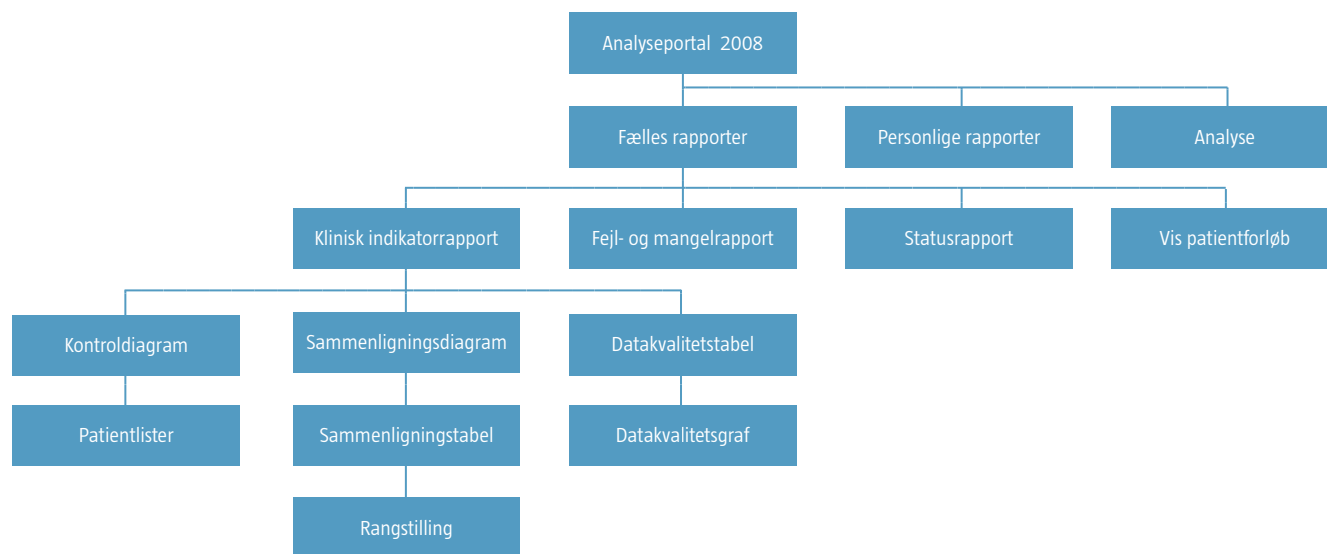 Analyseportal 2008
Fælles rapporter
Personlige rapporter
Analyse
Klinisk indikatorrapport
Fejl- og mangelrapport
Statusrapport
Vis patientforløb
Kontroldiagram
Sammenligningsdiagram
Datakvalitetstabel
Patientlister
Sammenligningstabel
Datakvalitetsgraf
Rangstilling